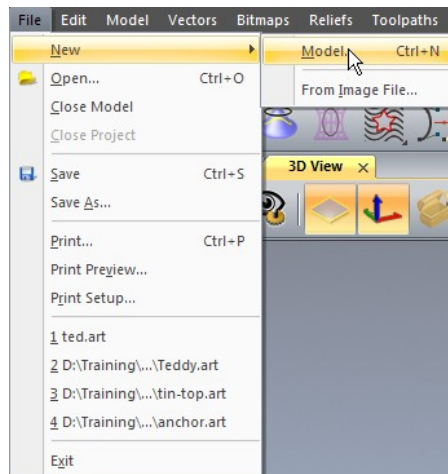 File Edit Model Vectors Bitmaps Reliefs Toolpaths
New
Model... Ctrl+N
From Image File...
Open... Ctrl+O
Close Model
Close Project
3D View ×
Save Ctrl+S
Save As...
Print... Ctrl+P
Print Preview...
Print Setup...
1 ted.art
2 D:\Training\...\Teddy.art
3 D:\Training\...\tin-top.art
4 D:\Training\...\anchor.art
Exit